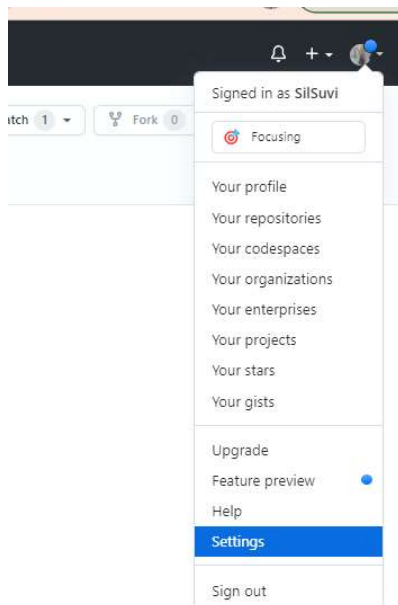 Signed in as SilSuvi
atch 1 Fork 0
Focusing
Your profile
Your repositories
Your codespaces
Your organizations
Your enterprises
Your projects
Your stars
Your gists
Upgrade
Feature preview
Help
Settings
Sign out